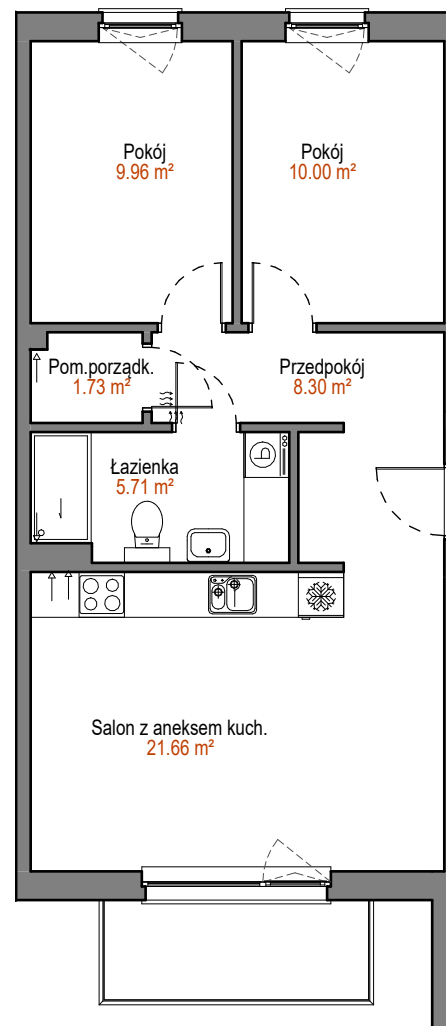 Pokój
9.96 m²
Pokój
10.00 m²
Pom.porządk.
1.73 m²
Przedpokój
8.30 m²
Łazienka
5.71 m²
Salon z aneksem kuch.
21.66 m²